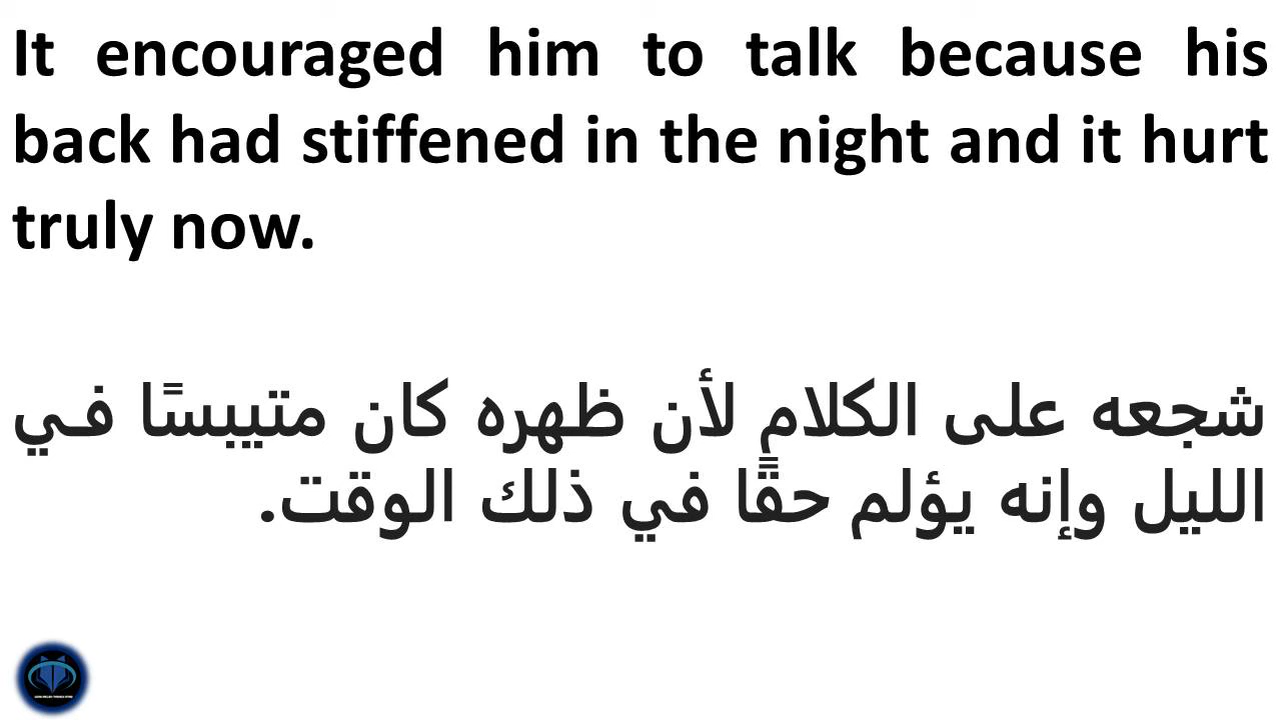 It encouraged him to talk because his
back had stiffened in the night and it hurt
truly now.
شجعه على الكلام لأن ظهره كان متيبسًا في
الليل وإنه يؤلم حقًا في ذلك الوقت.